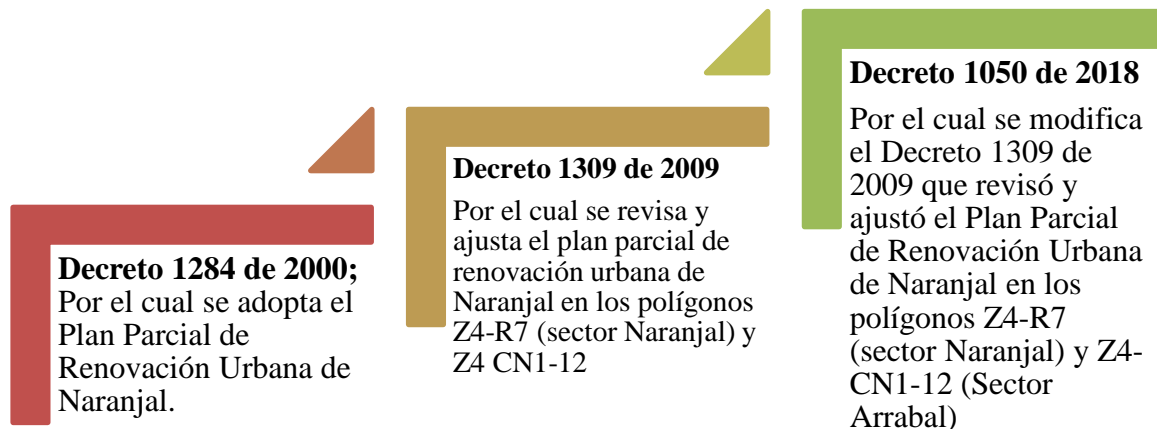 Decreto 1284 de 2000;
Por el cual se adopta el
Plan Parcial de
Renovación Urbana de
Naranjal.
Decreto 1309 de 2009
Por el cual se revisa y
ajusta el plan parcial de
renovación urbana de
Naranjal en los polígonos
Z4-R7 (sector Naranjal) y
Z4 CN1-12
Decreto 1050 de 2018
Por el cual se modifica
el Decreto 1309 de
2009 que revisó y
ajustó el Plan Parcial
de Renovación Urbana
de Naranjal en los
polígonos Z4-R7
(sector Naranjal) y Z4-
CN1-12 (Sector
Arrabal)